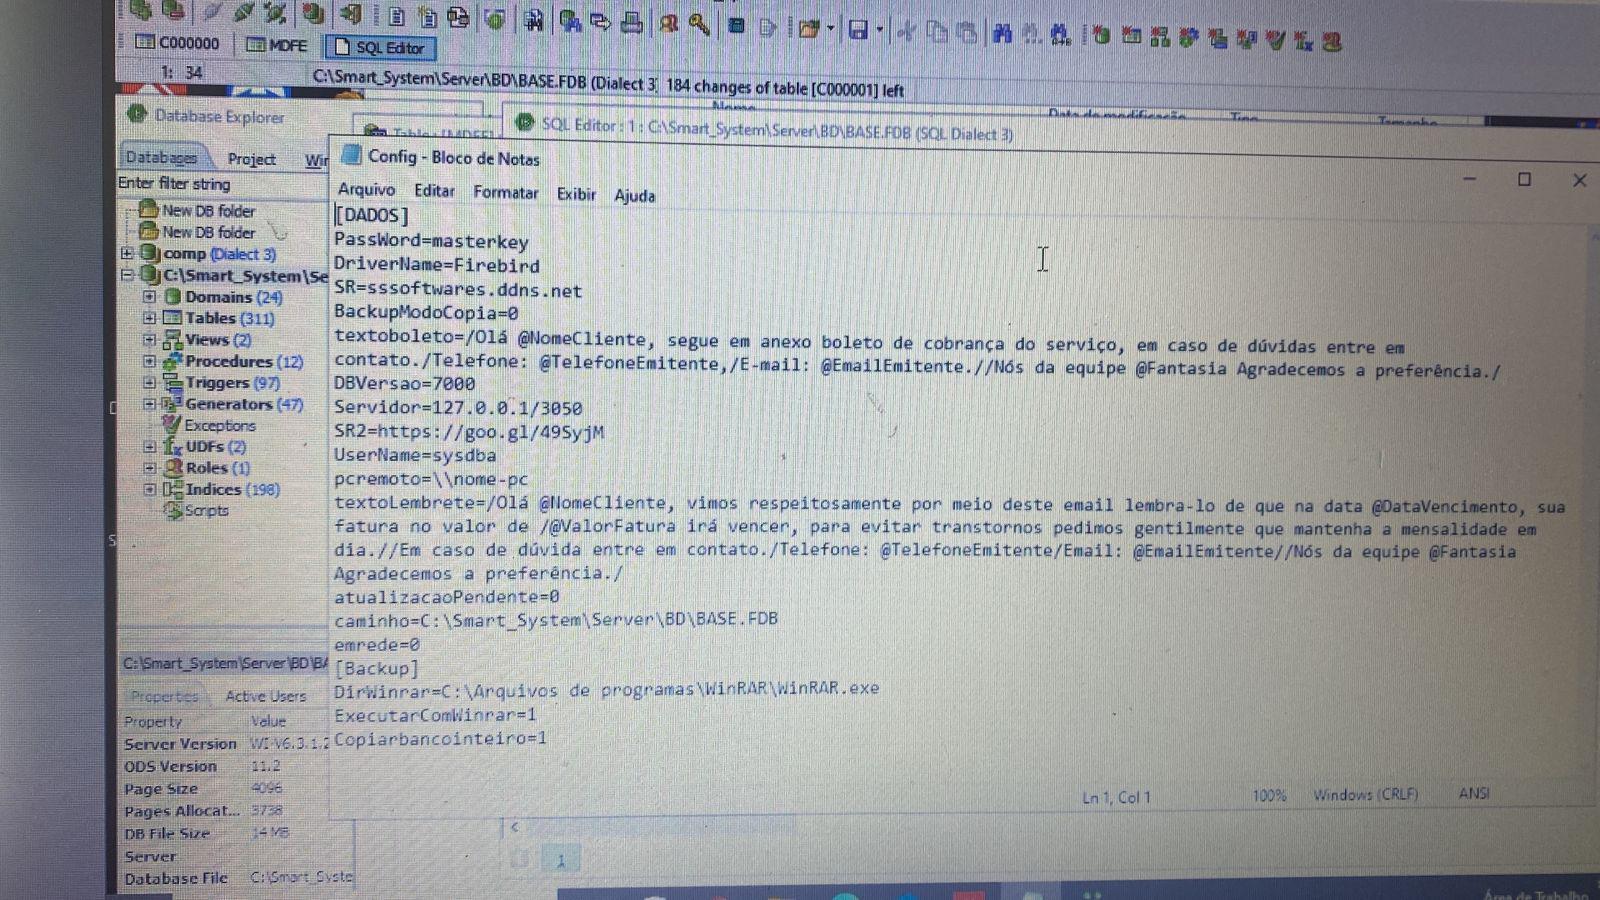 C000000 MDFE SQL Editor
1: 34 C:\Smart_System\Server\BD\BASE.FDB (Dialect 3) 184 changes of table [C000001] left
Nome Data de modificação Tipo Tamanho
Database Explorer
SQL Editor : 1 : C:\Smart_System\Server\BD\BASE.FDB (SQL Dialect 3)
Databases Project
Enter filter string
New DB folder
New DB folder
comp (Dialect 3)
C:\Smart_System\Se
Domains (24)
Tables (311)
Views (2)
Procedures (12)
Triggers (97)
Generators (47)
Exceptions
UDFs (2)
Roles (1)
Indices (198)
Scripts
C:\Smart_System\Server\BD\BA
Properties Active Users
Property Value
Server Version WI-V6.3.1.2
ODS Version 11.2
Page Size 4096
Pages Allocat... 3738
DB File Size 14 MB
Server
Database File C:\Smart_Syste
Config - Bloco de Notas
Arquivo Editar Formatar Exibir Ajuda
[DADOS]
PassWord=masterkey
DriverName=Firebird
SR=sssoftwares.ddns.net
BackupModoCopia=0
textoboleto=/Olá @NomeCliente, segue em anexo boleto de cobrança do serviço, em caso de dúvidas entre em
contato./Telefone: @TelefoneEmitente,/E-mail: @EmailEmitente.//Nós da equipe @Fantasia Agradecemos a preferência./
DBVersao=7000
Servidor=127.0.0.1/3050
SR2=https://goo.gl/49SyjM
UserName=sysdba
pcremoto=\\nome-pc
textoLembrete=/Olá @NomeCliente, vimos respeitosamente por meio deste email lembra-lo de que na data @DataVencimento, sua
fatura no valor de /@ValorFatura irá vencer, para evitar transtornos pedimos gentilmente que mantenha a mensalidade em
dia.//Em caso de dúvida entre em contato./Telefone: @TelefoneEmitente/Email: @EmailEmitente//Nós da equipe @Fantasia
Agradecemos a preferência./
atualizacaoPendente=0
caminho=C:\Smart_System\Server\BD\BASE.FDB
emrede=0
[Backup]
DirWinrar=C:\Arquivos de programas\WinRAR\WinRAR.exe
ExecutarComWinrar=1
Copiarbancointeiro=1
Ln 1, Col 1 100% Windows (CRLF) ANSI
1
Área de Trabalho